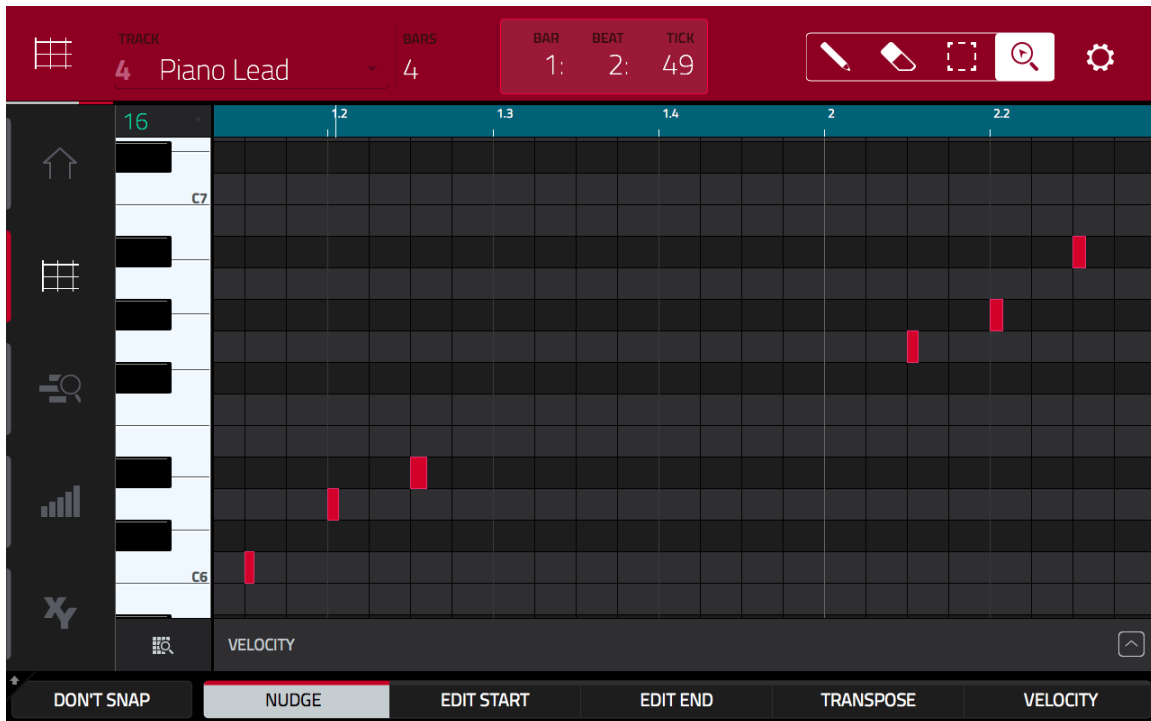 TRACK
4 Piano Lead
BARS
4
BAR BEAT TICK
1: 2: 49
16
1.2 1.3 1.4 2 2.2
C7
C6
XY
VELOCITY
DON'T SNAP NUDGE EDIT START EDIT END TRANSPOSE VELOCITY